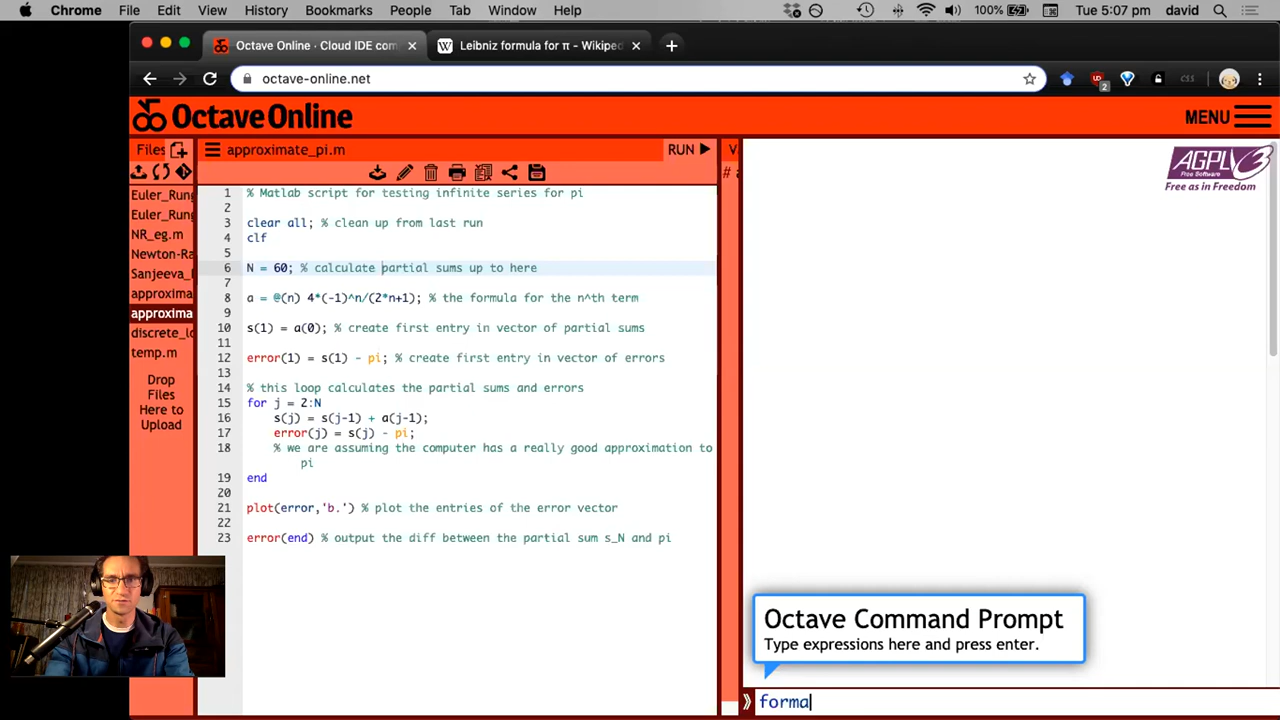 Chrome File Edit View History Bookmarks People Tab Window Help 100% Tue 5:07 pm david
Octave Online · Cloud IDE com
Leibniz formula for π - Wikiped
octave-online.net
2
OctaveOnline
MENU
Files
approximate_pi.m
RUN
V
Euler_Rung
Euler_Rung
NR_eg.m
Newton-Ra
Sanjeeva_
approxima
approxima
discrete_lo
temp.m
Drop
Files
Here to
Upload
1 % Matlab script for testing infinite series for pi
2
3 clear all; % clean up from last run
4 clf
5
6 N = 60; % calculate partial sums up to here
7
8 a = @(n) 4*(-1)^n/(2*n+1); % the formula for the n^th term
9
10 s(1) = a(0); % create first entry in vector of partial sums
11
12 error(1) = s(1) - pi; % create first entry in vector of errors
13
14 % this loop calculates the partial sums and errors
15 for j = 2:N
16 s(j) = s(j-1) + a(j-1);
17 error(j) = s(j) - pi;
18 % we are assuming the computer has a really good approximation to
pi
19 end
20
21 plot(error,'b.') % plot the entries of the error vector
22
23 error(end) % output the diff between the partial sum s_N and pi
AGPL v3
Free Software
Free as in Freedom
Octave Command Prompt
Type expressions here and press enter.
forma